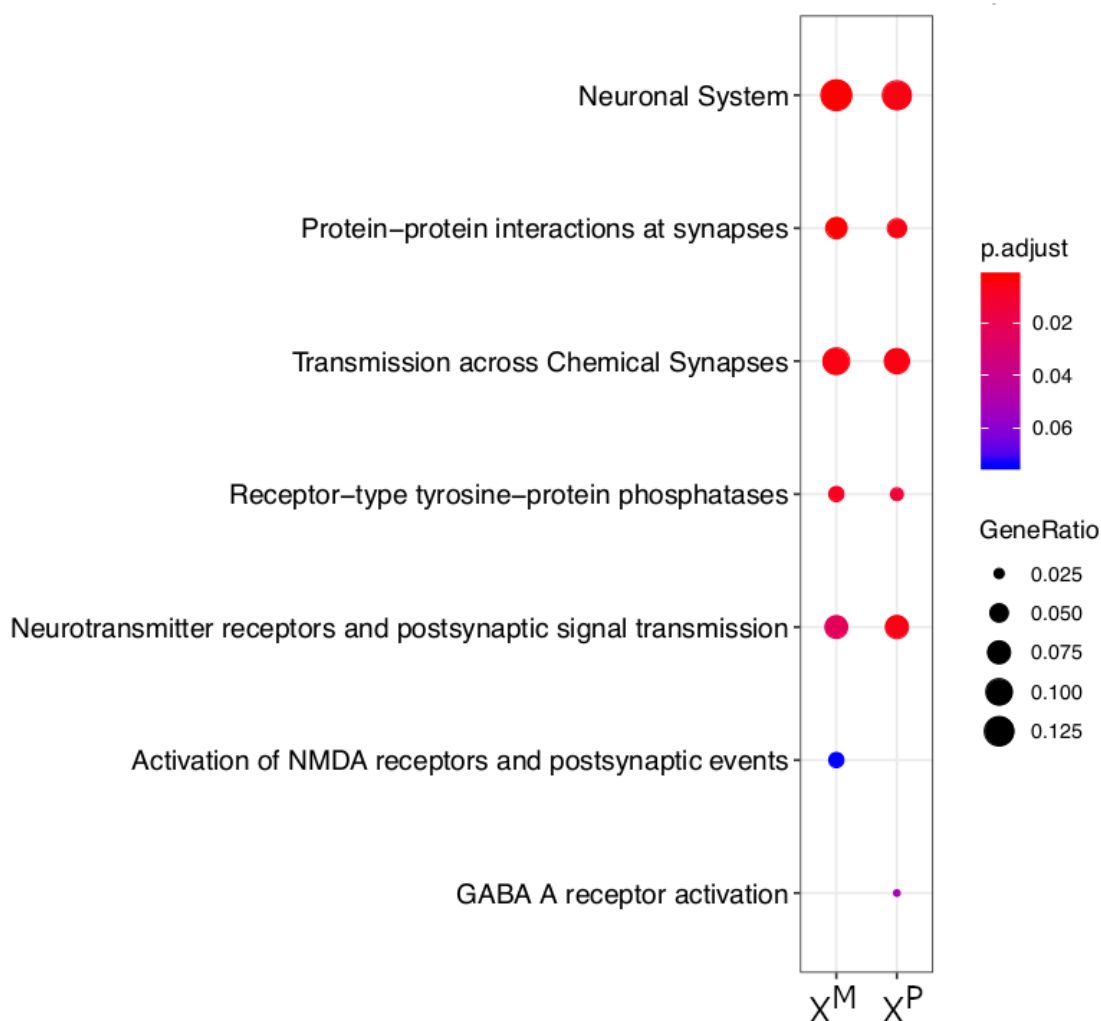 Neuronal System
Protein−protein interactions at synapses
Transmission across Chemical Synapses
Receptor−type tyrosine−protein phosphatases
Neurotransmitter receptors and postsynaptic signal transmission
Activation of NMDA receptors and postsynaptic events
GABA A receptor activation
X^M X^P
p.adjust
0.02
0.04
0.06
GeneRatio
0.025
0.050
0.075
0.100
0.125